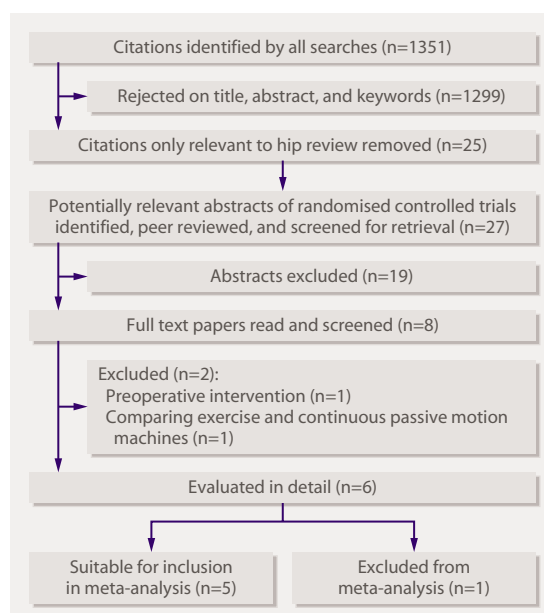 Citations identified by all searches (n=1351)
Rejected on title, abstract, and keywords (n=1299)
Citations only relevant to hip review removed (n=25)
Potentially relevant abstracts of randomised controlled trials
identified, peer reviewed, and screened for retrieval (n=27)
Abstracts excluded (n=19)
Full text papers read and screened (n=8)
Excluded (n=2):
Preoperative intervention (n=1)
Comparing exercise and continuous passive motion
machines (n=1)
Evaluated in detail (n=6)
Suitable for inclusion
in meta-analysis (n=5)
Excluded from
meta-analysis (n=1)